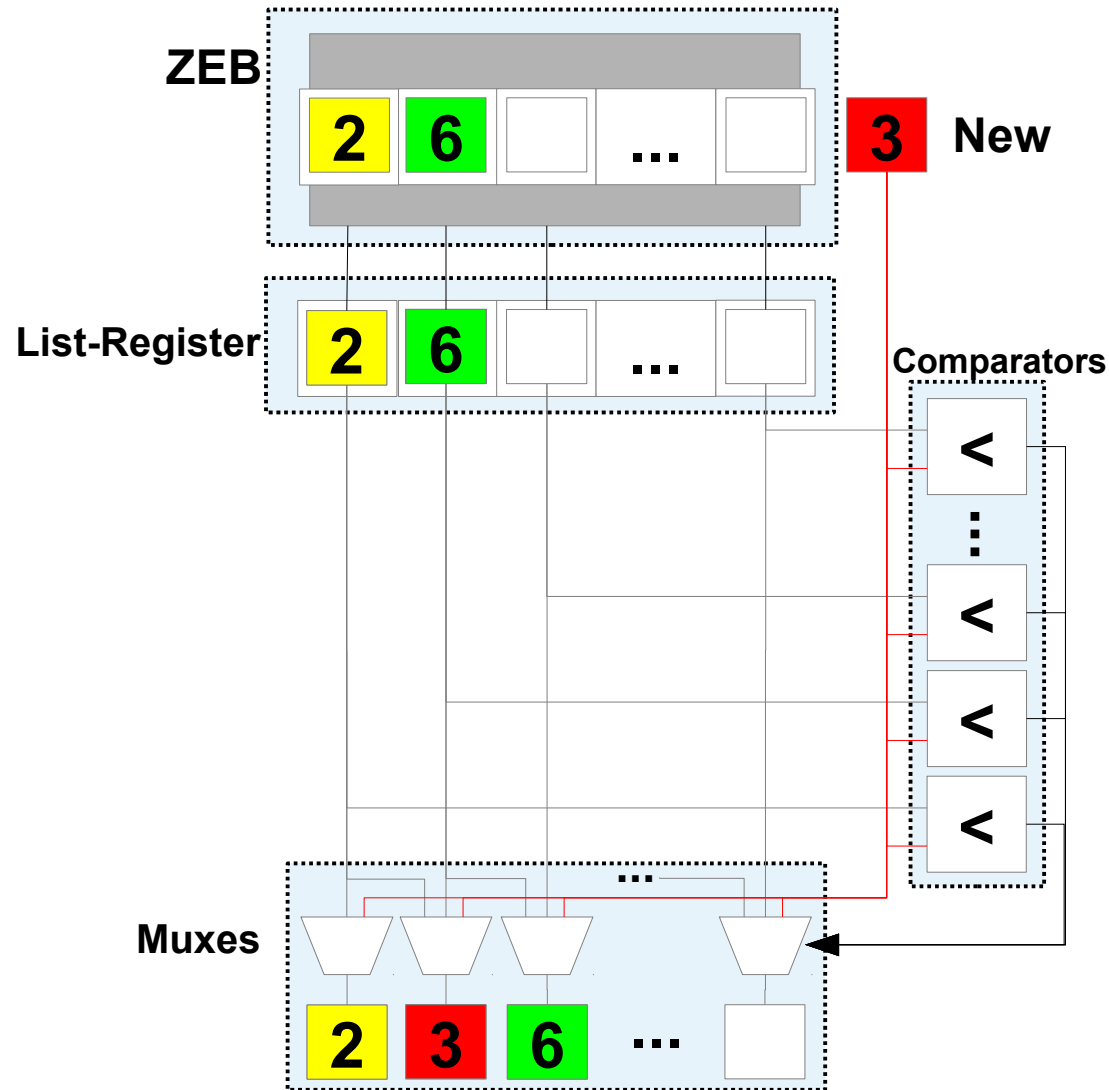 ZEB
2 6 ... 3 New
List-Register
2 6 ...
Comparators
<
...
<
<
<
...
Muxes
2 3 6 ...